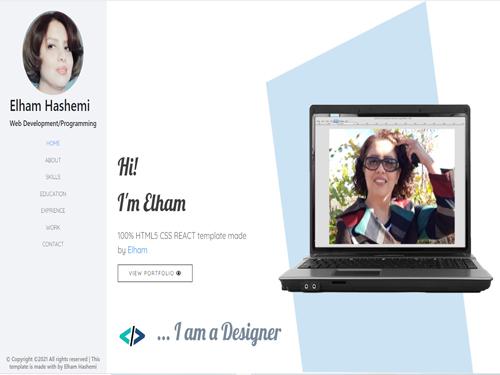 Elham Hashemi
Web Development/Programming
HOME
ABOUT
SKILLS
EDUCATION
EXPRIENCE
WORK
CONTACT
© Copyright ©2021 All rights reserved | This
template is made with by Elham Hashemi
Hi!
I'm Elham
100% HTML5 CSS REACT template made
by Elham
VIEW PORTFOLIO
... I am a Designer